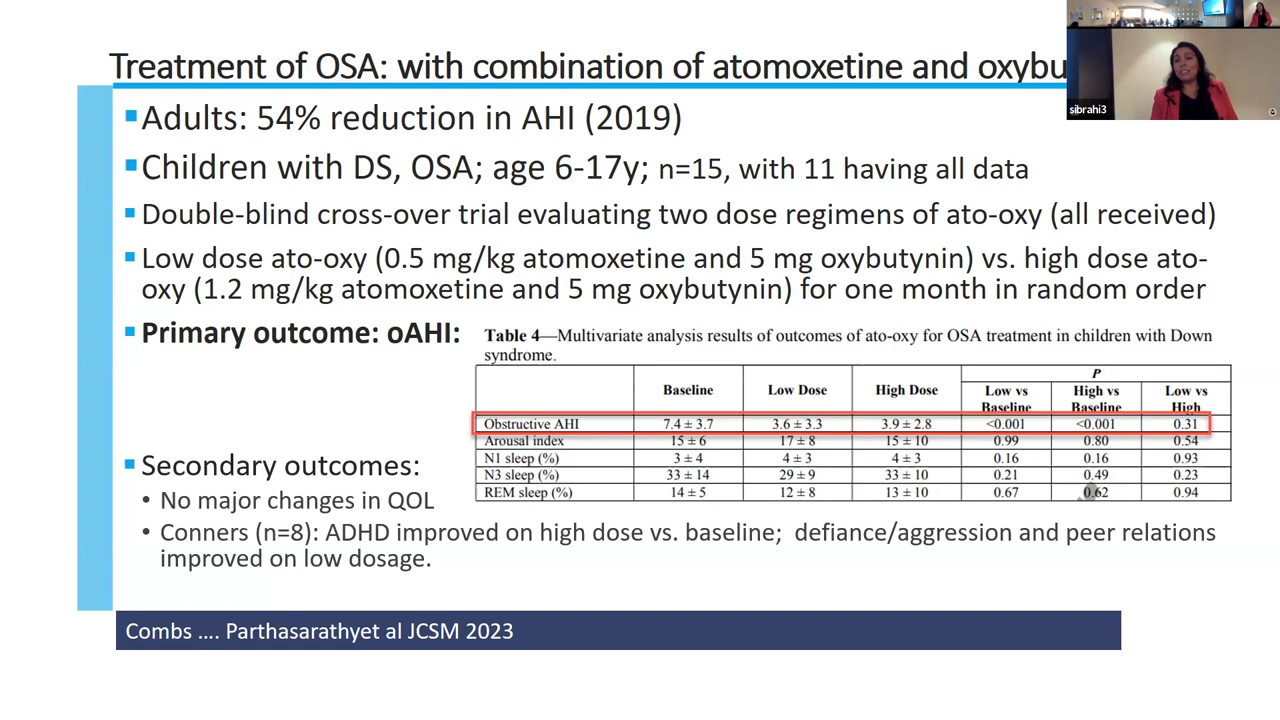 Treatment of OSA: with combination of atomoxetine and oxybu
sibrahi3
Adults: 54% reduction in AHI (2019)
Children with DS, OSA; age 6-17y; n=15, with 11 having all data
Double-blind cross-over trial evaluating two dose regimens of ato-oxy (all received)
Low dose ato-oxy (0.5 mg/kg atomoxetine and 5 mg oxybutynin) vs. high dose ato-
oxy (1.2 mg/kg atomoxetine and 5 mg oxybutynin) for one month in random order
Primary outcome: oAHI:
Table 4—Multivariate analysis results of outcomes of ato-oxy for OSA treatment in children with Down
syndrome.
P
Baseline Low Dose High Dose Low vs Baseline High vs Baseline Low vs High
Obstructive AHI 7.4 ± 3.7 3.6 ± 3.3 3.9 ± 2.8 <0.001 <0.001 0.31
Arousal index 15 ± 6 17 ± 8 15 ± 10 0.99 0.80 0.54
N1 sleep (%) 3 ± 4 4 ± 3 4 ± 3 0.16 0.16 0.93
N3 sleep (%) 33 ± 14 29 ± 9 33 ± 10 0.21 0.49 0.23
REM sleep (%) 14 ± 5 12 ± 8 13 ± 10 0.67 0.62 0.94
Secondary outcomes:
• No major changes in QOL
• Conners (n=8): ADHD improved on high dose vs. baseline; defiance/aggression and peer relations
improved on low dosage.
Combs …. Parthasarathyet al JCSM 2023